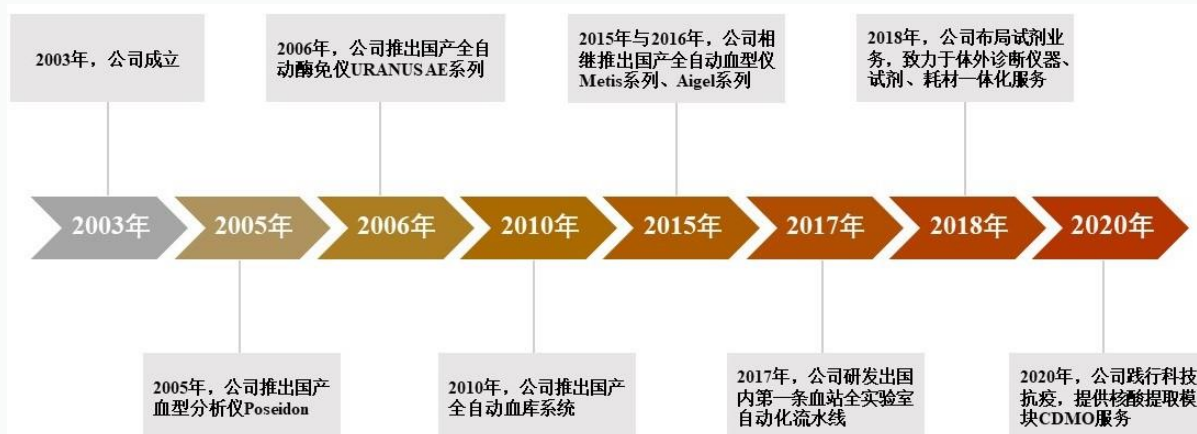 2003年，公司成立
2006年，公司推出国产全自
动酶免仪URANUS AE系列
2015年与2016年，公司相
继推出国产全自动血型仪
Metis系列、Aigel系列
2018年，公司布局试剂业
务，致力于体外诊断仪器、
试剂、耗材一体化服务
2003年
2005年
2006年
2010年
2015年
2017年
2018年
2020年
2005年，公司推出国产
血型分析仪Poseidon
2010年，公司推出国产
全自动血库系统
2017年，公司研发出国
内第一条血站全实验室
自动化流水线
2020年，公司践行科技
抗疫，提供核酸提取模
块CDMO服务